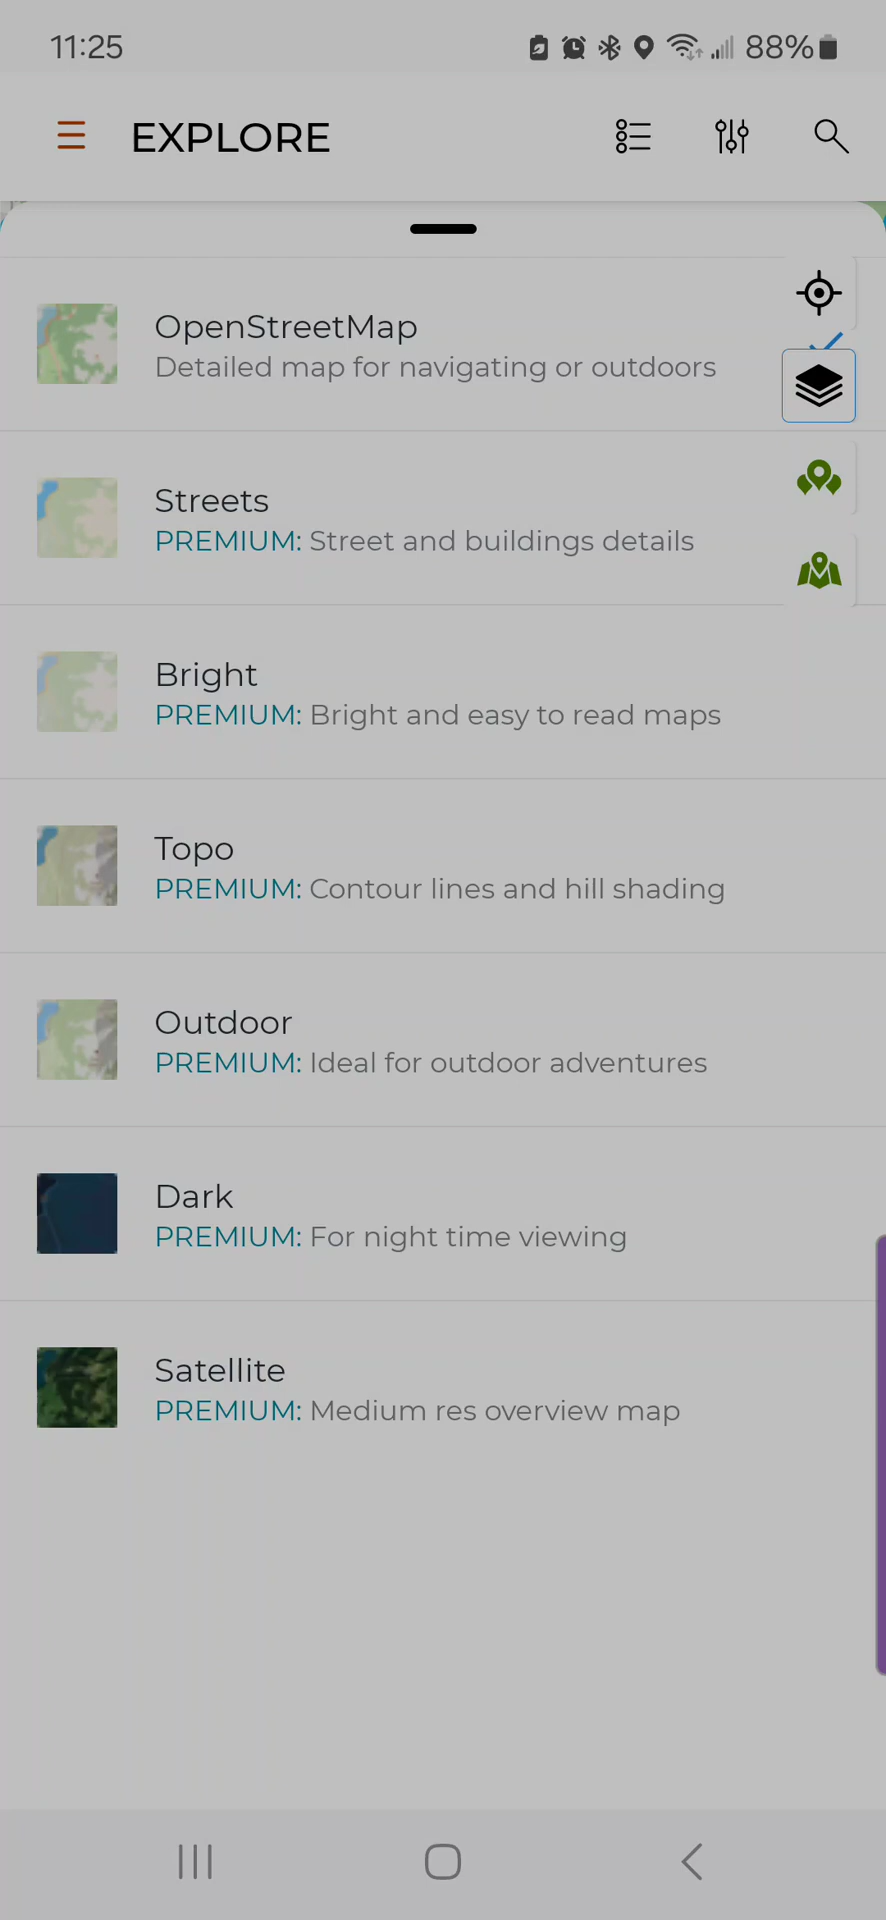 11:25
88%
EXPLORE
OpenStreetMap
Detailed map for navigating or outdoors
Streets
PREMIUM: Street and buildings details
Bright
PREMIUM: Bright and easy to read maps
Topo
PREMIUM: Contour lines and hill shading
Outdoor
PREMIUM: Ideal for outdoor adventures
Dark
PREMIUM: For night time viewing
Satellite
PREMIUM: Medium res overview map